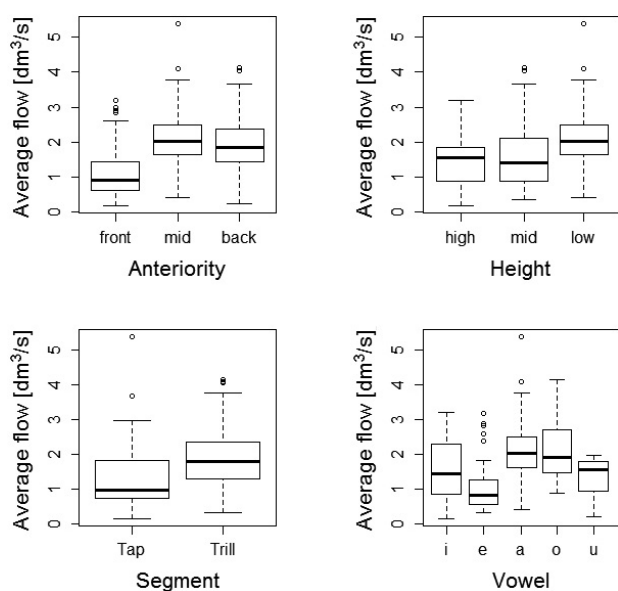 Average flow [dm³/s]
5
4
3
2
1
0
front mid back
Anteriority
Average flow [dm³/s]
5
4
3
2
1
0
high mid low
Height
Average flow [dm³/s]
5
4
3
2
1
0
Tap Trill
Segment
Average flow [dm³/s]
5
4
3
2
1
0
i e a o u
Vowel